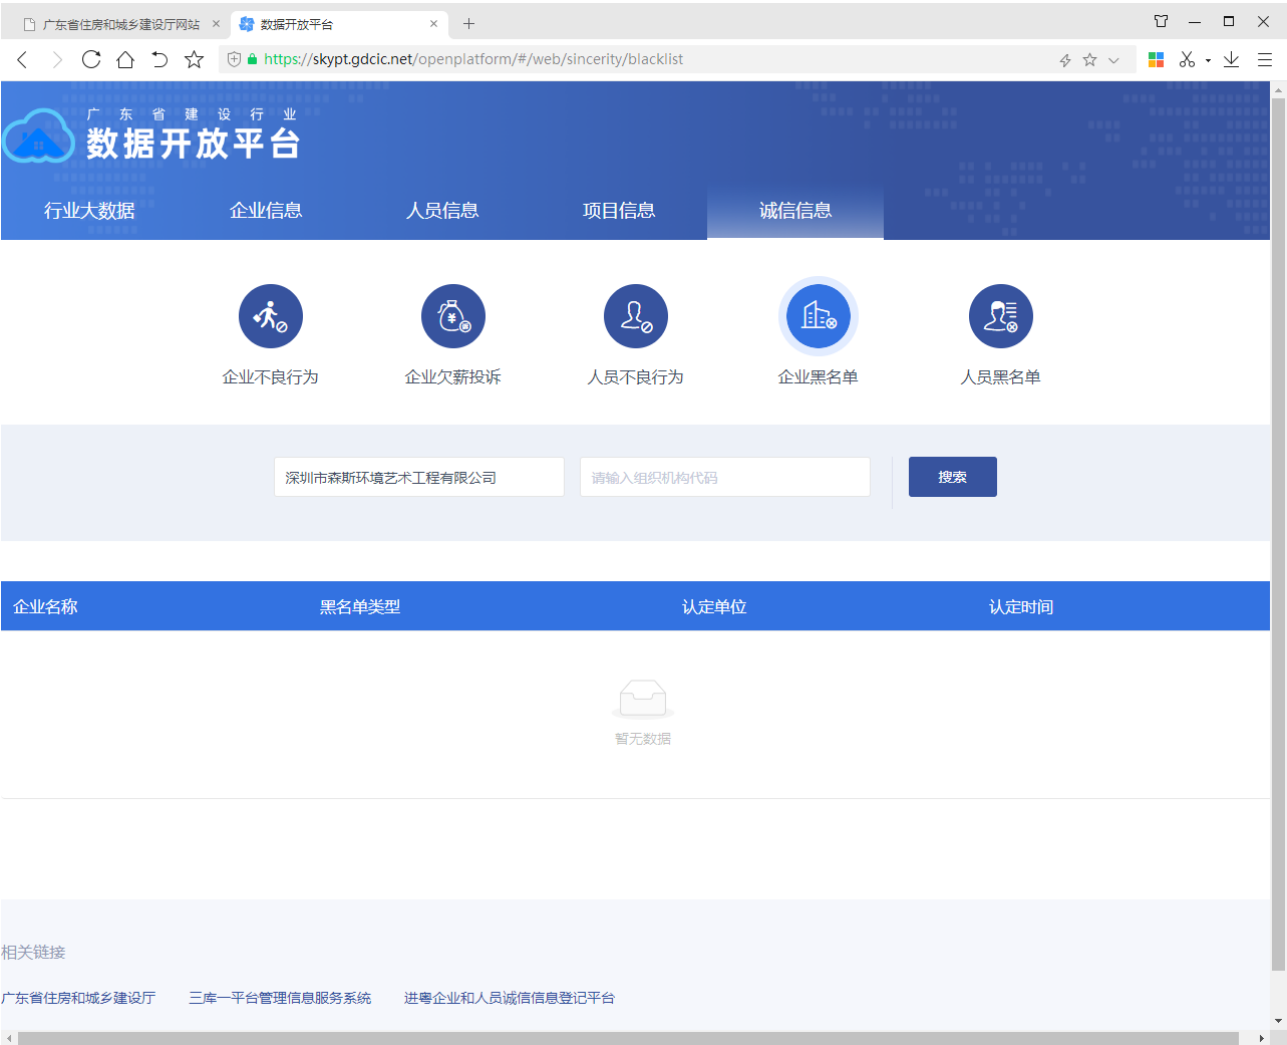 广东省住房和城乡建设厅网站 数据开放平台
https://skypt.gdcic.net/openplatform/#/web/sincerity/blacklist
广东省建设行业
数据开放平台
行业大数据 企业信息 人员信息 项目信息 诚信信息
企业不良行为 企业欠薪投诉 人员不良行为 企业黑名单 人员黑名单
深圳市森斯环境艺术工程有限公司 请输入组织机构代码 搜索
企业名称 黑名单类型 认定单位 认定时间
暂无数据
相关链接
广东省住房和城乡建设厅 三库一平台管理信息服务系统 进粤企业和人员诚信信息登记平台